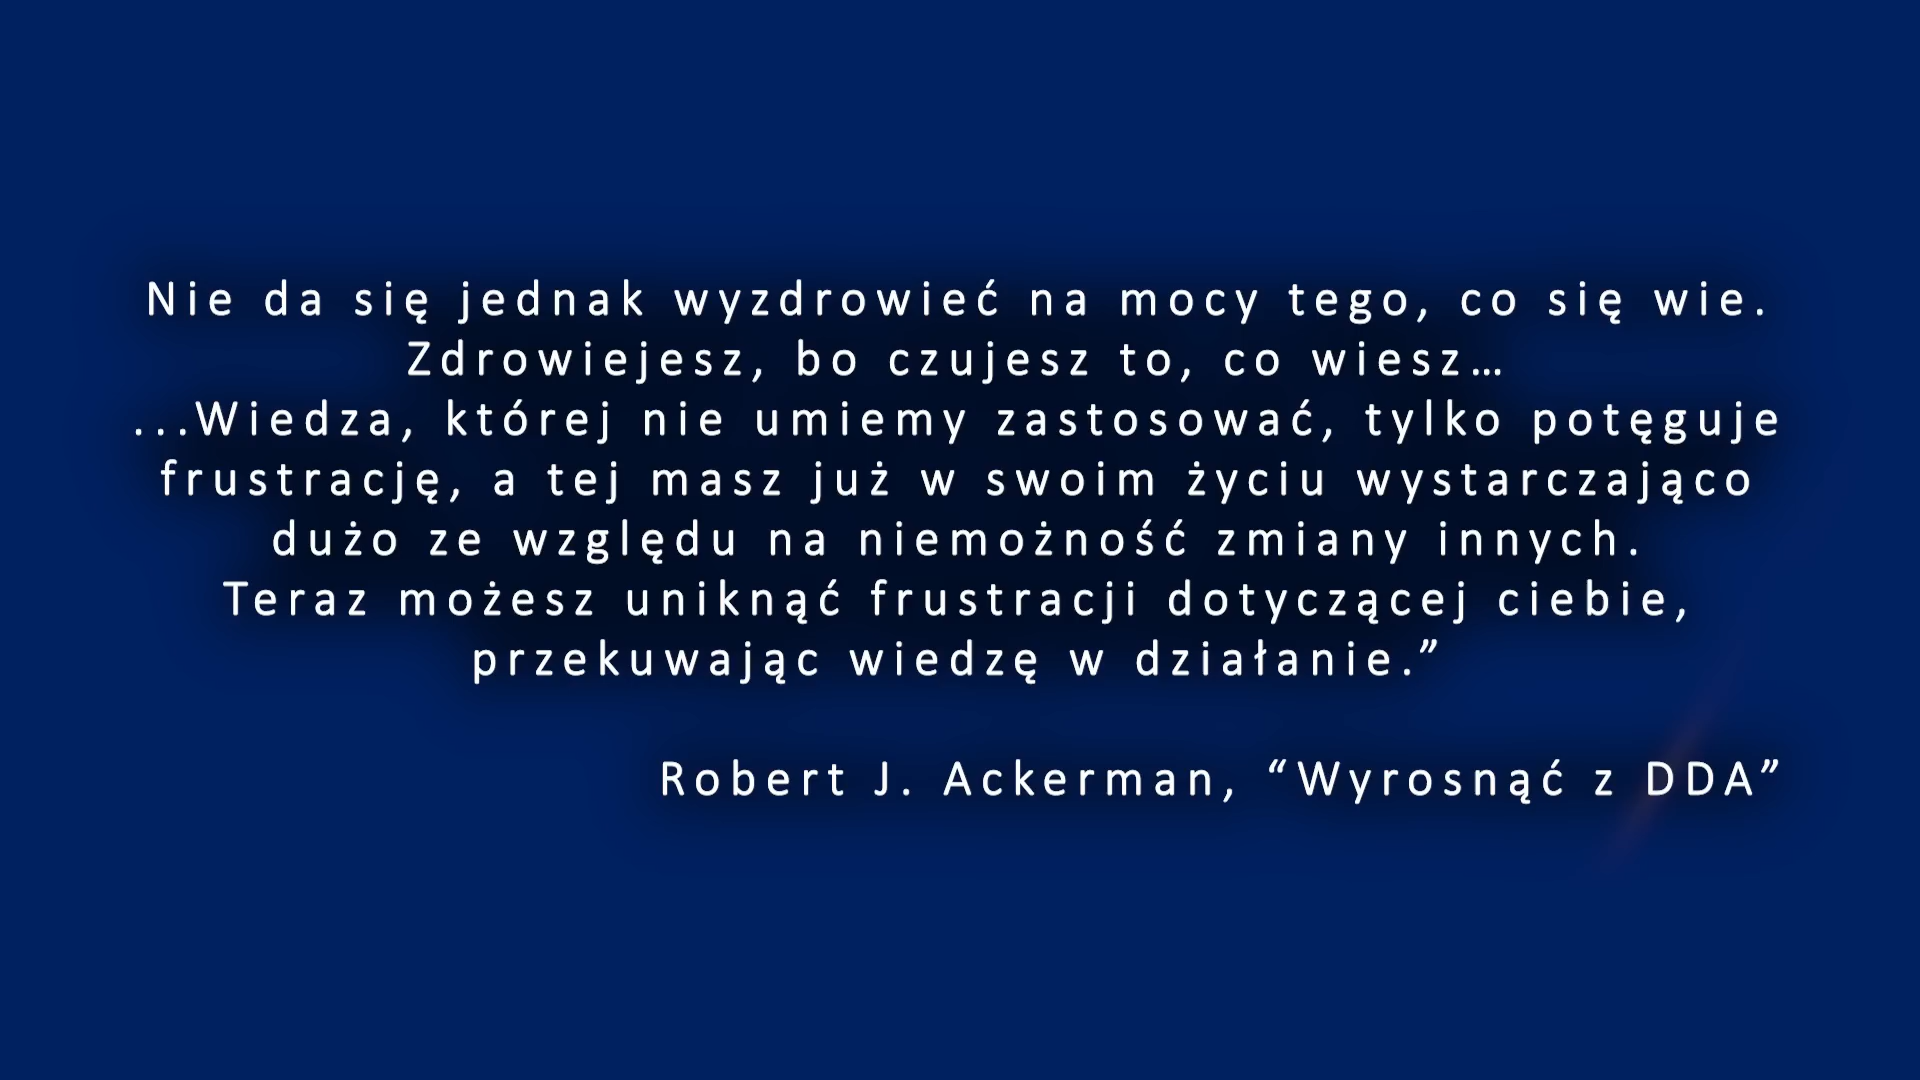 Nie da się jednak wyzdrowieć na mocy tego, co się wie.
Zdrowiejesz, bo czujesz to, co wiesz…
...Wiedza, której nie umiemy zastosować, tylko potęguje
frustrację, a tej masz już w swoim życiu wystarczająco
dużo ze względu na niemożność zmiany innych.
Teraz możesz uniknąć frustracji dotyczącej ciebie,
przekuwając wiedzę w działanie.”
Robert J. Ackerman, “Wyrosnąć z DDA”